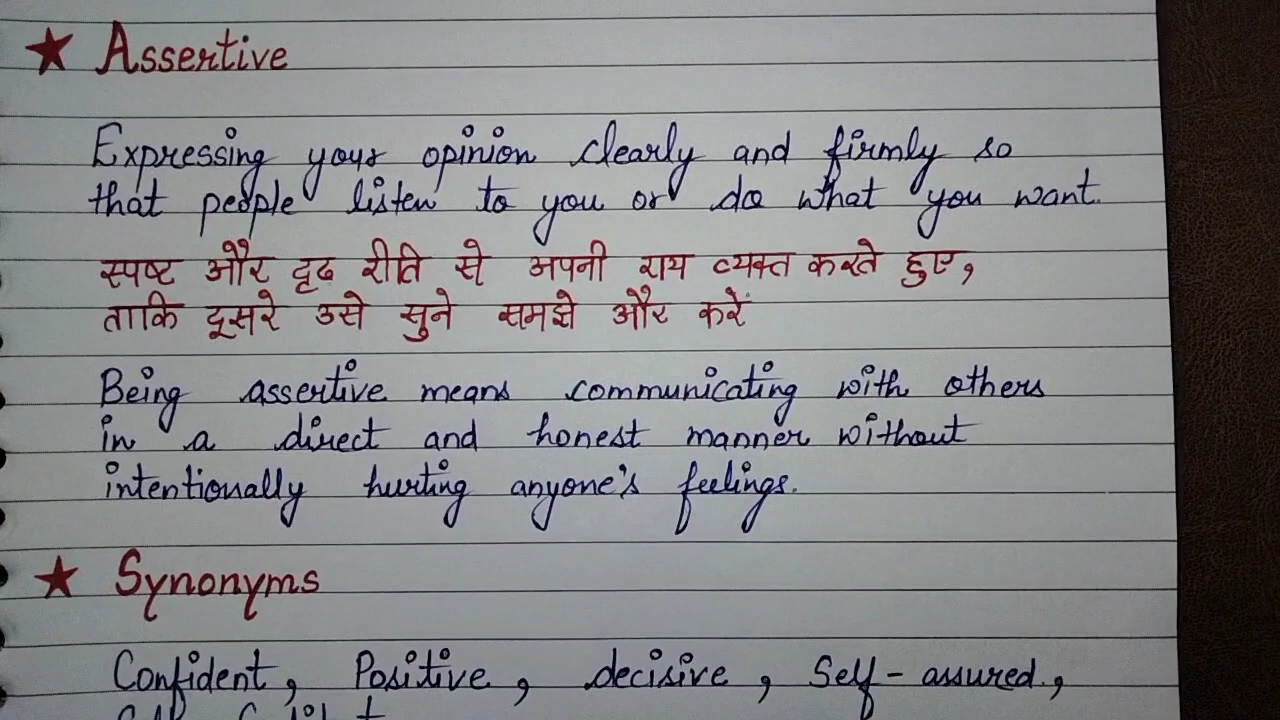 ★ Assertive
Expressing your opinion clearly and firmly so
that people listen to you or do what you want.
स्पष्ट और दृढ रीति से अपनी राय व्यक्त करते हुए,
ताकि दूसरे उसे सुने समझे और करें
Being assertive means communicating with others
in a direct and honest manner without
intentionally hurting anyone's feelings.
★ Synonyms
Confident, Positive, decisive, Self-assured,